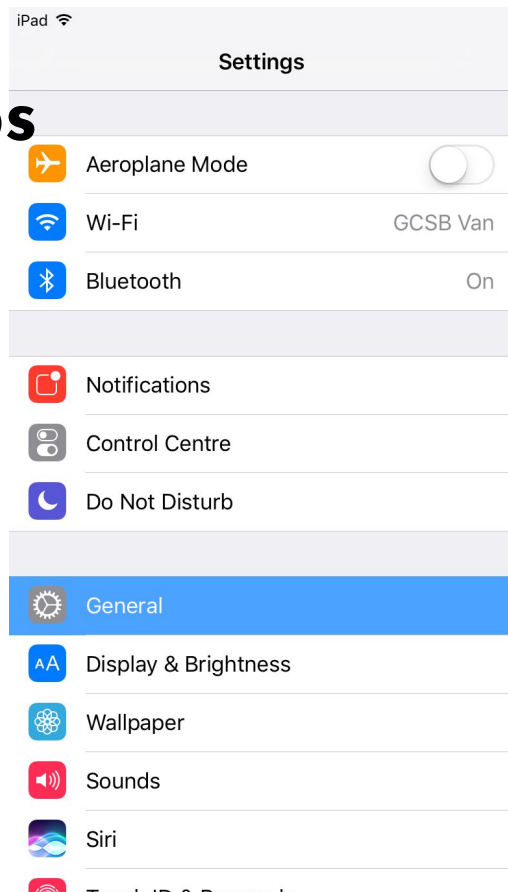 iPad
Settings
Aeroplane Mode
Wi-Fi GCSB Van
Bluetooth On
Notifications
Control Centre
Do Not Disturb
General
AA Display & Brightness
Wallpaper
Sounds
Siri